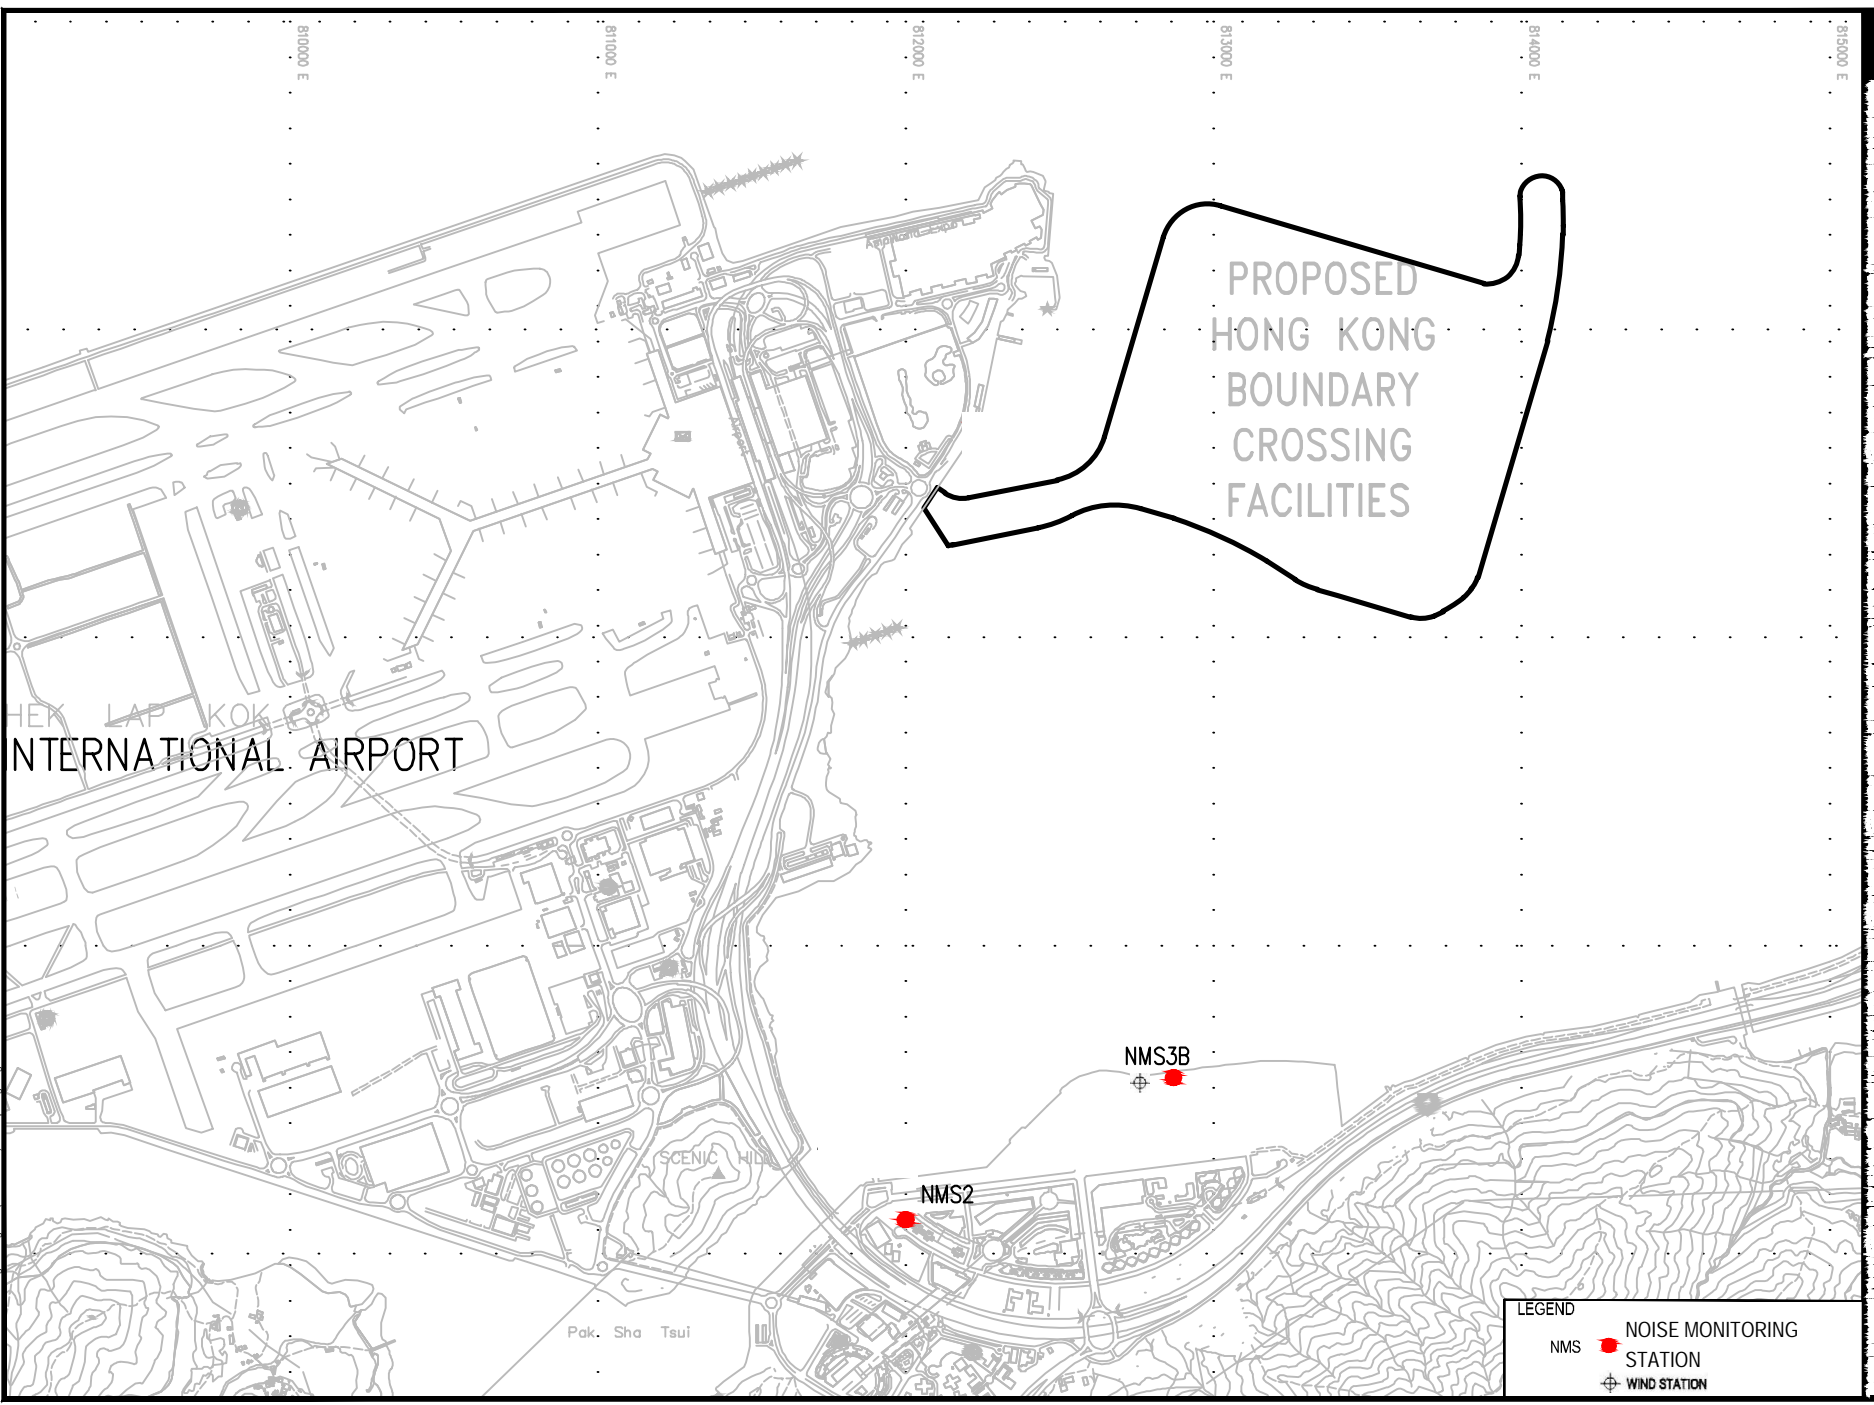 810000 E
811000 E
812000 E
813000 E
814000 E
815000 E
PROPOSED
HONG KONG
BOUNDARY
CROSSING
FACILITIES
Airport
HEK LAP KOK
INTERNATIONAL AIRPORT
NMS3B
SCENIC HILL
NMS2
Pak Sha Tsui
LEGEND
NMS NOISE MONITORING
STATION
WIND STATION